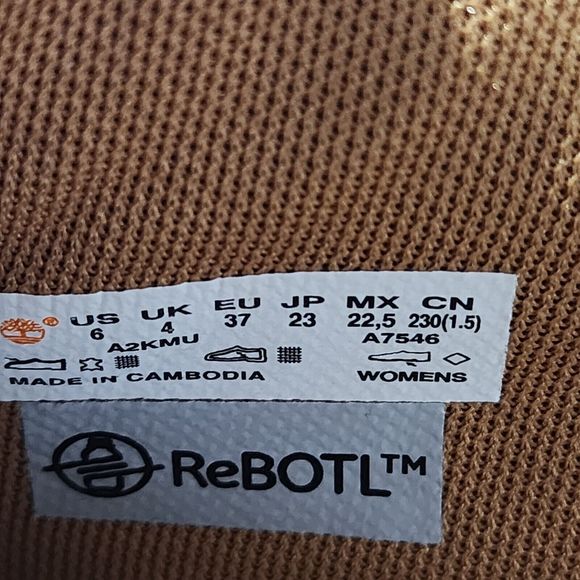 ® US UK EU JP MX CN
6 4 37 23 22,5 230(1.5)
A2KMU A7546
MADE IN CAMBODIA WOMENS
ReBOTL™